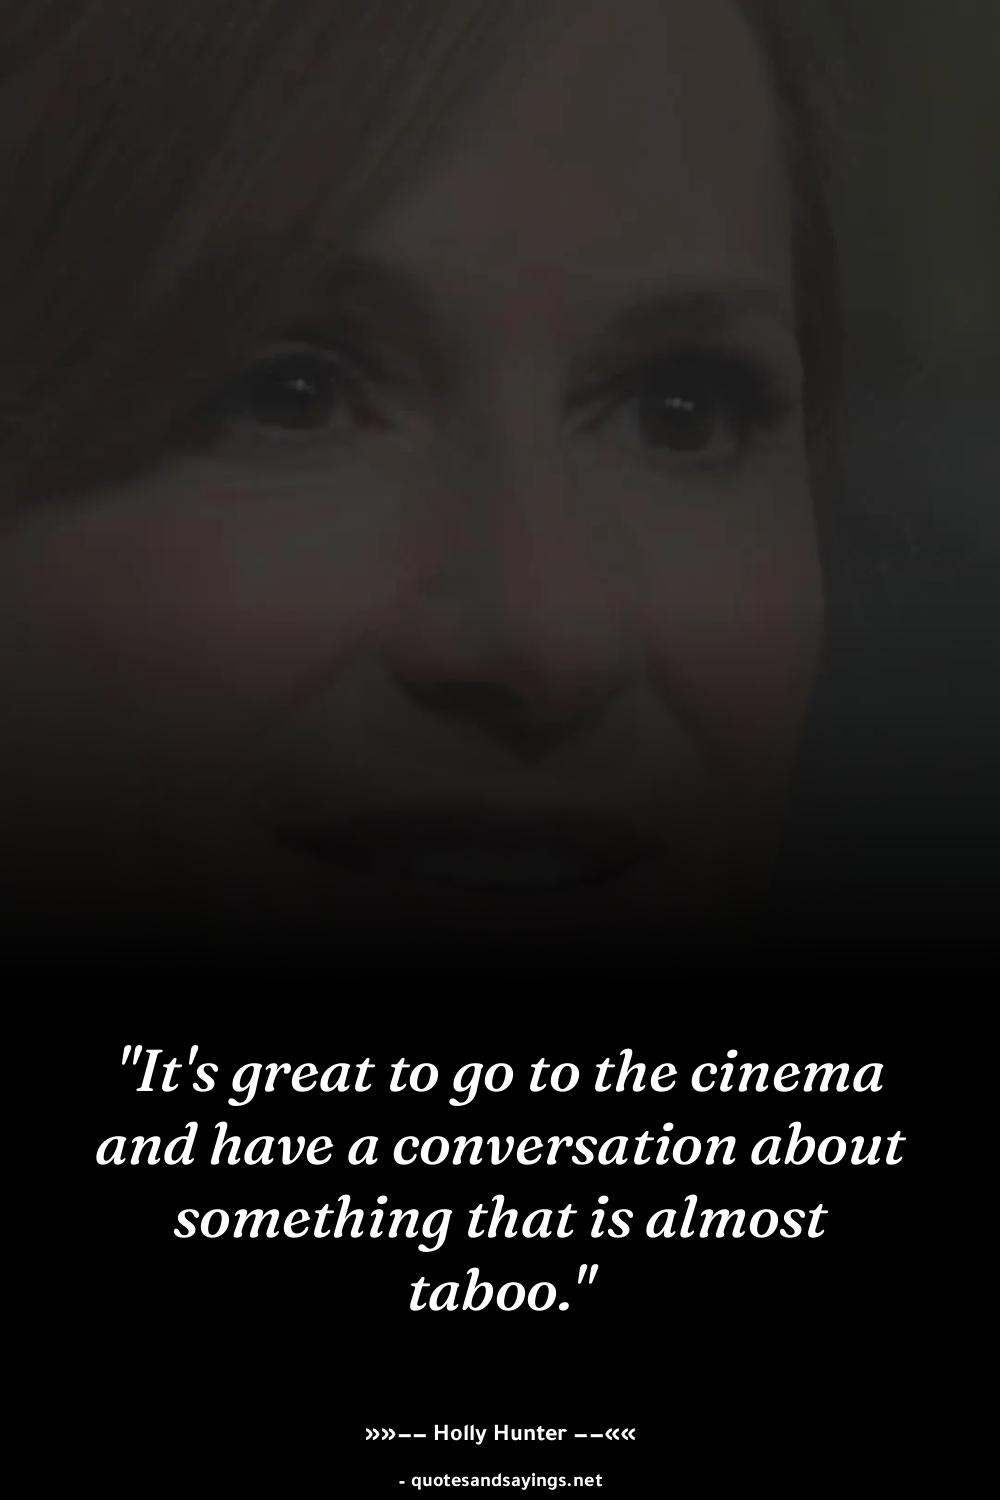 "It's great to go to the cinema
and have a conversation about
something that is almost
taboo."
»»−− Holly Hunter −−««
- quotesandsayings.net